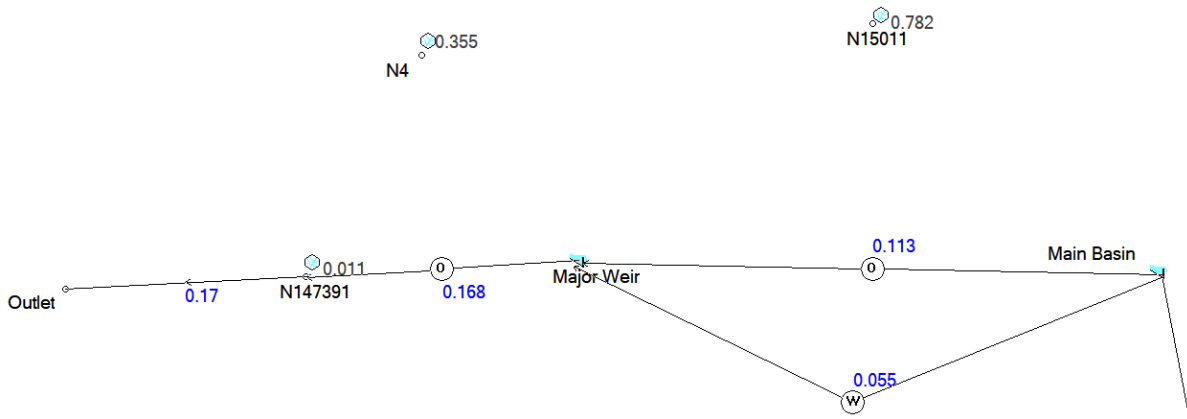 0.782
N15011
0.355
N4
0.113
Main Basin
O
O
0.011
Major Weir
N147391
0.168
0.17
Outlet
0.055
W